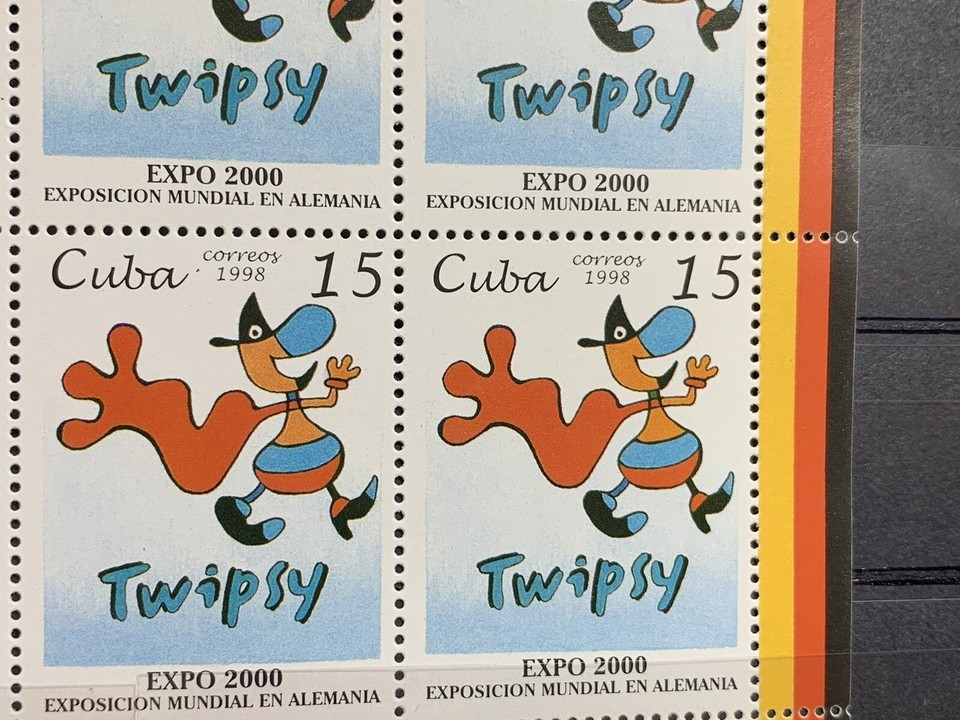 Twipsy Twipsy
EXPO 2000 EXPO 2000
EXPOSICION MUNDIAL EN ALEMANIA EXPOSICION MUNDIAL EN ALEMANIA
Cuba correos 1998 15 Cuba correos 1998 15
Twipsy Twipsy
EXPO 2000 EXPO 2000
EXPOSICION MUNDIAL EN ALEMANIA EXPOSICION MUNDIAL EN ALEMANIA